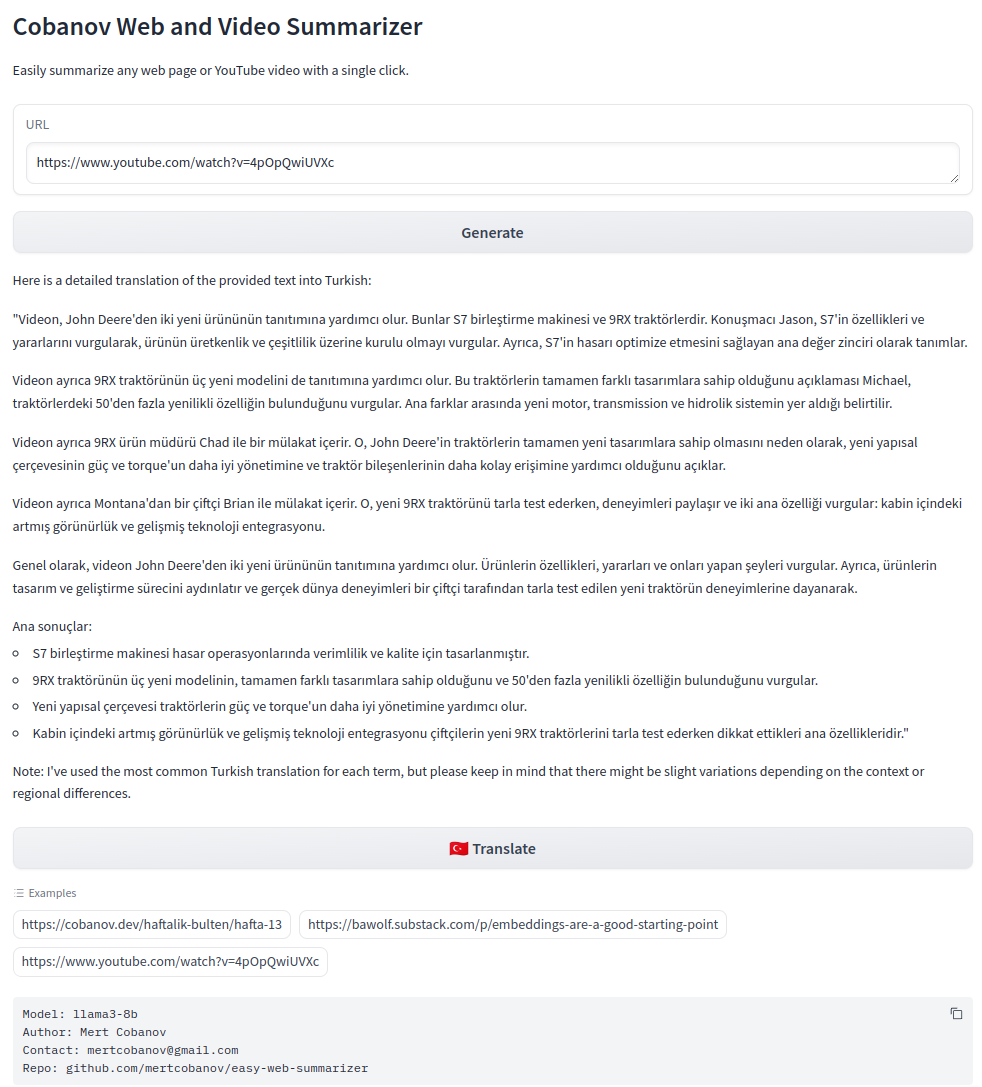 Cobanov Web and Video Summarizer
Easily summarize any web page or YouTube video with a single click.
URL
https://www.youtube.com/watch?v=4pOpQwiUVXc
Generate
Here is a detailed translation of the provided text into Turkish:
"Videon, John Deere'den iki yeni ürününün tanıtımına yardımcı olur. Bunlar S7 birleştirme makinesi ve 9RX traktörlerdir. Konuşmacı Jason, S7'in özellikleri ve
yararlarını vurgularak, ürünün üretkenlik ve çeşitlilik üzerine kurulu olmayı vurgular. Ayrıca, S7'in hasarı optimize etmesini sağlayan ana değer zinciri olarak tanımlar.
Videon ayrıca 9RX traktörünün üç yeni modelini de tanıtımına yardımcı olur. Bu traktörlerin tamamen farklı tasarımlara sahip olduğunu açıklaması Michael,
traktörlerdeki 50'den fazla yenilikli özelliğin bulunduğunu vurgular. Ana farklar arasında yeni motor, transmission ve hidrolik sistemin yer aldığı belirtilir.
Videon ayrıca 9RX ürün müdürü Chad ile bir mülakat içerir. O, John Deere'in traktörlerin tamamen yeni tasarımlara sahip olmasını neden olarak, yeni yapısal
çerçevesinin güç ve torque'un daha iyi yönetimine ve traktör bileşenlerinin daha kolay erişimine yardımcı olduğunu açıklar.
Videon ayrıca Montana'dan bir çiftçi Brian ile mülakat içerir. O, yeni 9RX traktörünü tarla test ederken, deneyimleri paylaşır ve iki ana özelliği vurgular: kabin içindeki
artmış görünürlük ve gelişmiş teknoloji entegrasyonu.
Genel olarak, videon John Deere'den iki yeni ürününün tanıtımına yardımcı olur. Ürünlerin özellikleri, yararları ve onları yapan şeyleri vurgular. Ayrıca, ürünlerin
tasarım ve geliştirme sürecini aydınlatır ve gerçek dünya deneyimleri bir çiftçi tarafından tarla test edilen yeni traktörün deneyimlerine dayanarak.
Ana sonuçlar:
S7 birleştirme makinesi hasar operasyonlarında verimlilik ve kalite için tasarlanmıştır.
9RX traktörünün üç yeni modelinin, tamamen farklı tasarımlara sahip olduğunu ve 50'den fazla yenilikli özelliğin bulunduğunu vurgular.
Yeni yapısal çerçevesi traktörlerin güç ve torque'un daha iyi yönetimine yardımcı olur.
Kabin içindeki artmış görünürlük ve gelişmiş teknoloji entegrasyonu çiftçilerin yeni 9RX traktörlerini tarla test ederken dikkat ettikleri ana özellikleridir."
Note: I've used the most common Turkish translation for each term, but please keep in mind that there might be slight variations depending on the context or
regional differences.
Translate
Examples
https://cobanov.dev/haftalik-bulten/hafta-13
https://bawolf.substack.com/p/embeddings-are-a-good-starting-point
https://www.youtube.com/watch?v=4pOpQwiUVXc
Model: llama3-8b
Author: Mert Cobanov
Contact: mertcobanov@gmail.com
Repo: github.com/mertcobanov/easy-web-summarizer